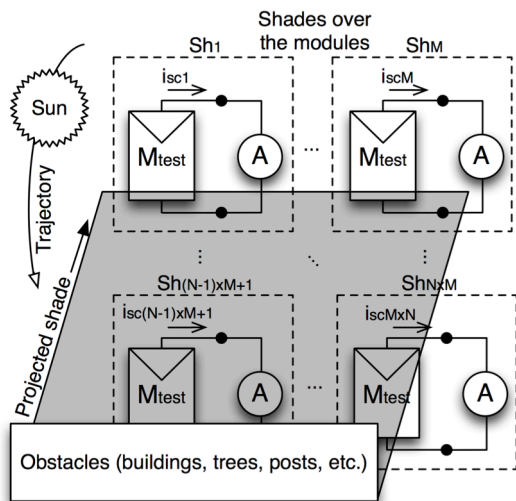 Shades over
the modules
Sh1
ShM
isc1
iscM
Sun
Mtest
A
...
Mtest
A
Trajectory
Projected shade
...
...
...
Sh(N-1)xM+1
ShNxM
isc(N-1)xM+1
iscMxN
Mtest
A
...
Mtest
A
Obstacles (buildings, trees, posts, etc.)